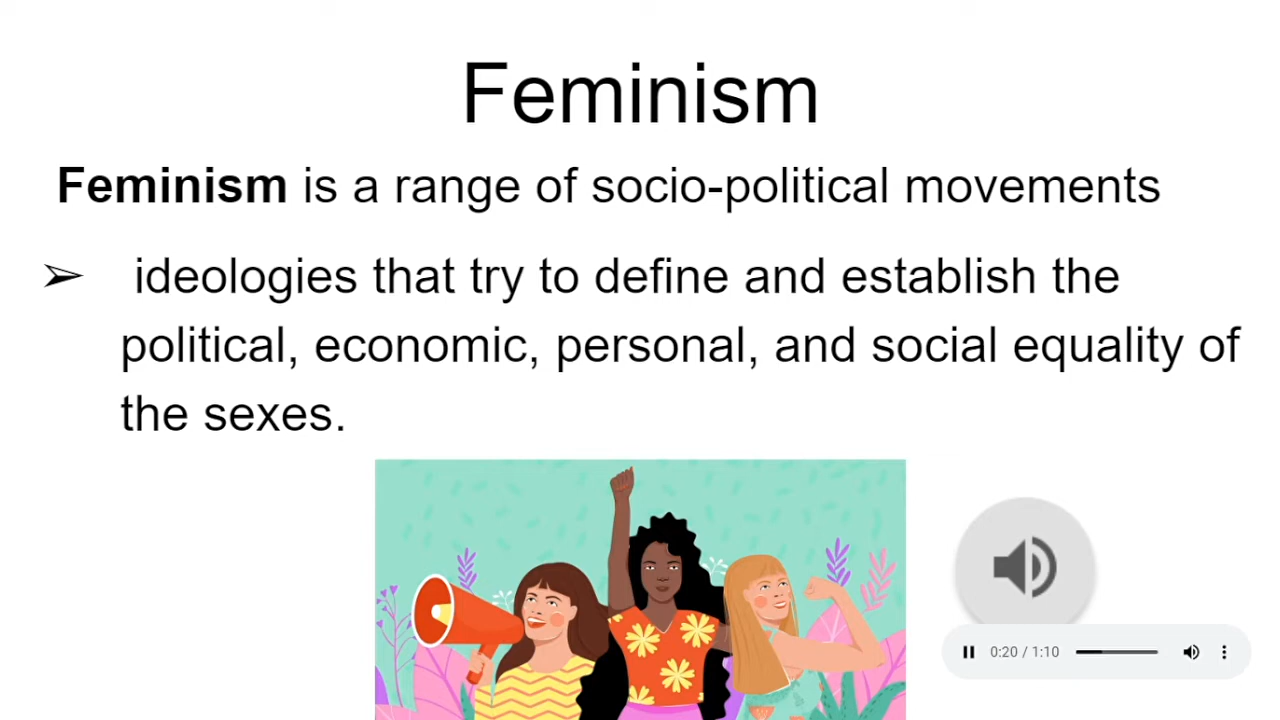 Feminism
Feminism is a range of socio-political movements
➢ ideologies that try to define and establish the
political, economic, personal, and social equality of
the sexes.
0:20 / 1:10